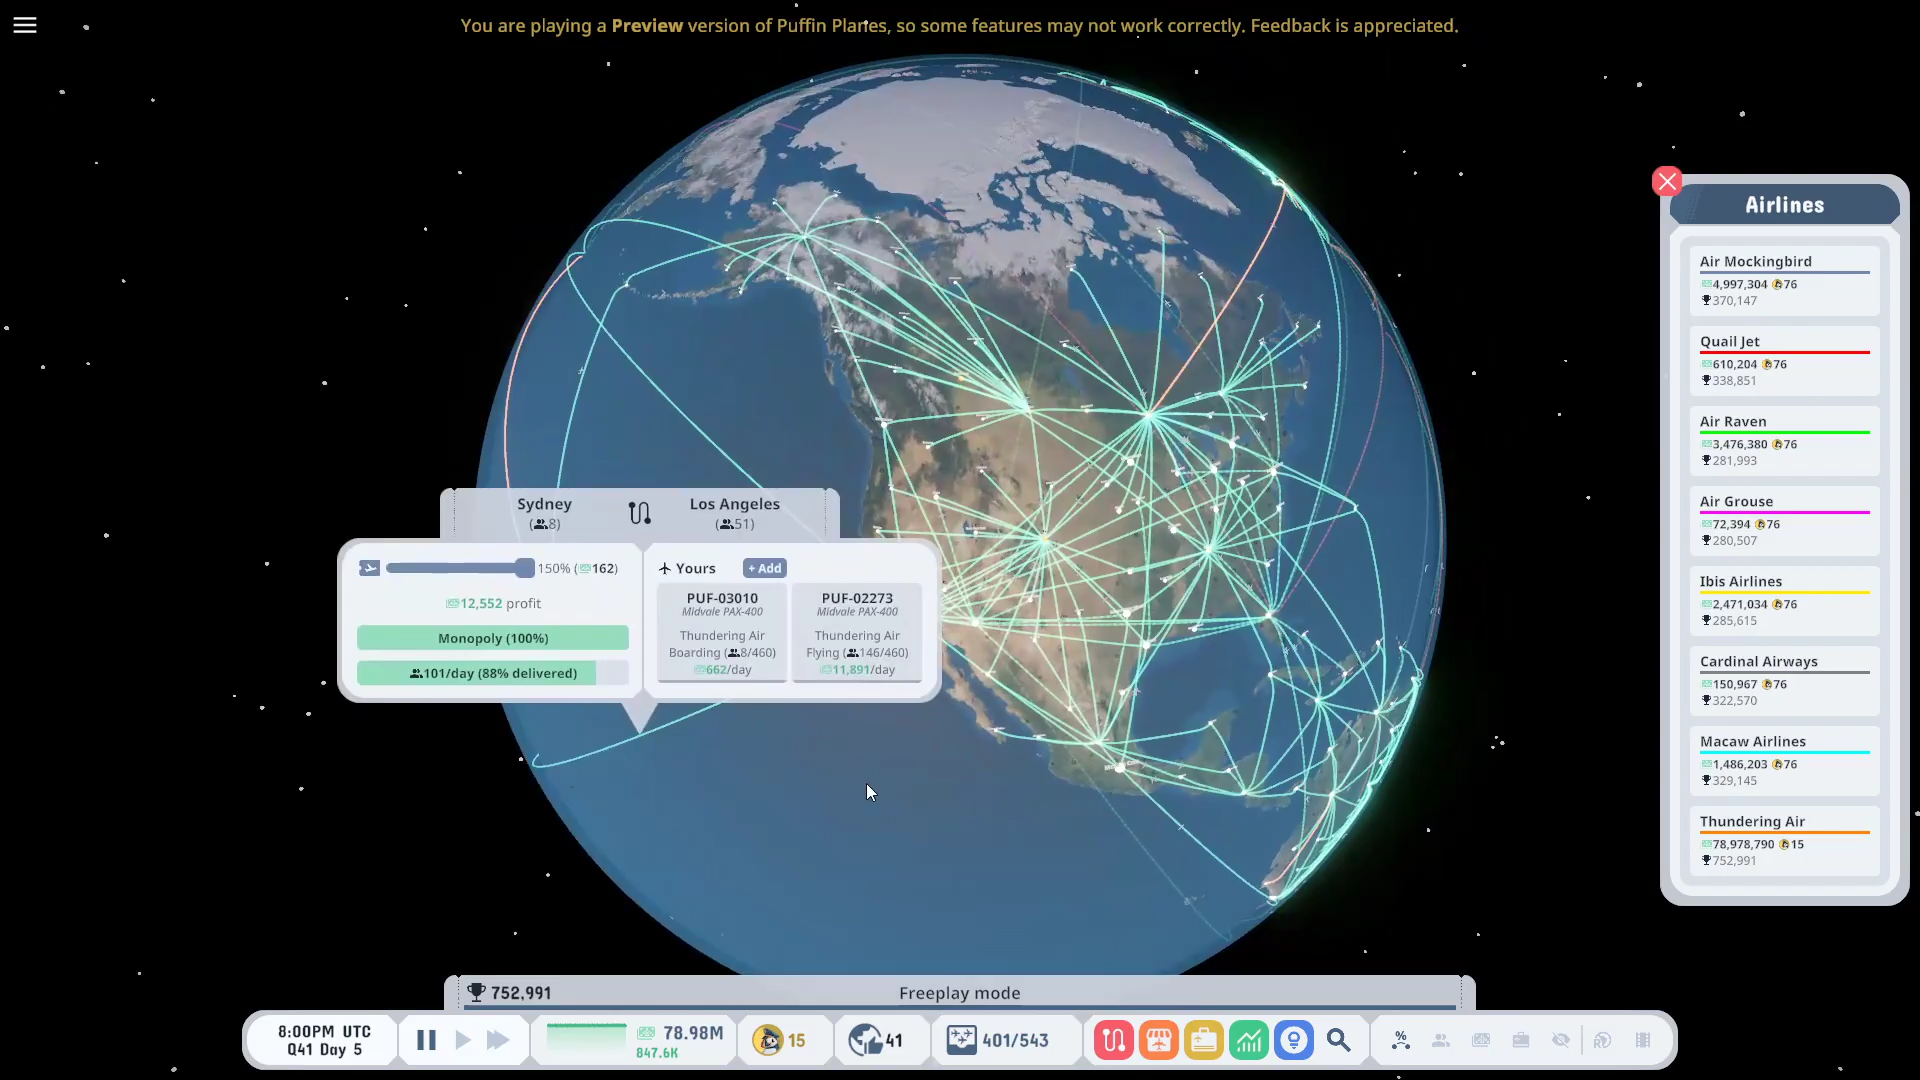 You are playing a Preview version of Puffin Planes, so some features may not work correctly. Feedback is appreciated.
Airlines
Air Mockingbird
4,997,304 76
370,147
Quail Jet
610,204 76
338,851
Air Raven
3,476,380 76
281,993
Air Grouse
72,394 76
280,507
Ibis Airlines
2,471,034 76
285,615
Cardinal Airways
150,967 76
322,570
Macaw Airlines
1,486,203 76
329,145
Thundering Air
78,978,790 15
752,991
Sydney
(8)
Los Angeles
(51)
150% (162)
12,552 profit
Monopoly (100%)
101/day (88% delivered)
Yours
+ Add
PUF-03010
Midvale PAX-400
Thundering Air
Boarding (8/460)
662/day
PUF-02273
Midvale PAX-400
Thundering Air
Flying (146/460)
11,891/day
752,991
Freeplay mode
8:00PM UTC
Q41 Day 5
78.98M
847.6K
15
41
401/543